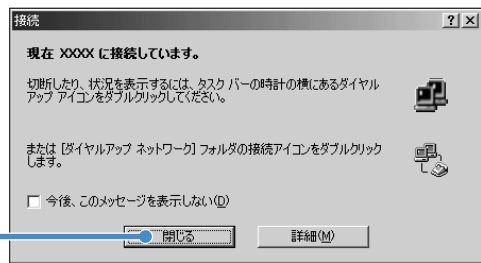 接続
現在 XXXX に接続しています。
切断したり、状況を表示するには、タスク バーの時計の横にあるダイヤル
アップ アイコンをダブルクリックしてください。
または [ダイヤルアップ ネットワーク] フォルダの接続アイコンをダブルクリック
します。
今後、このメッセージを表示しない(D)
閉じる 詳細(M)